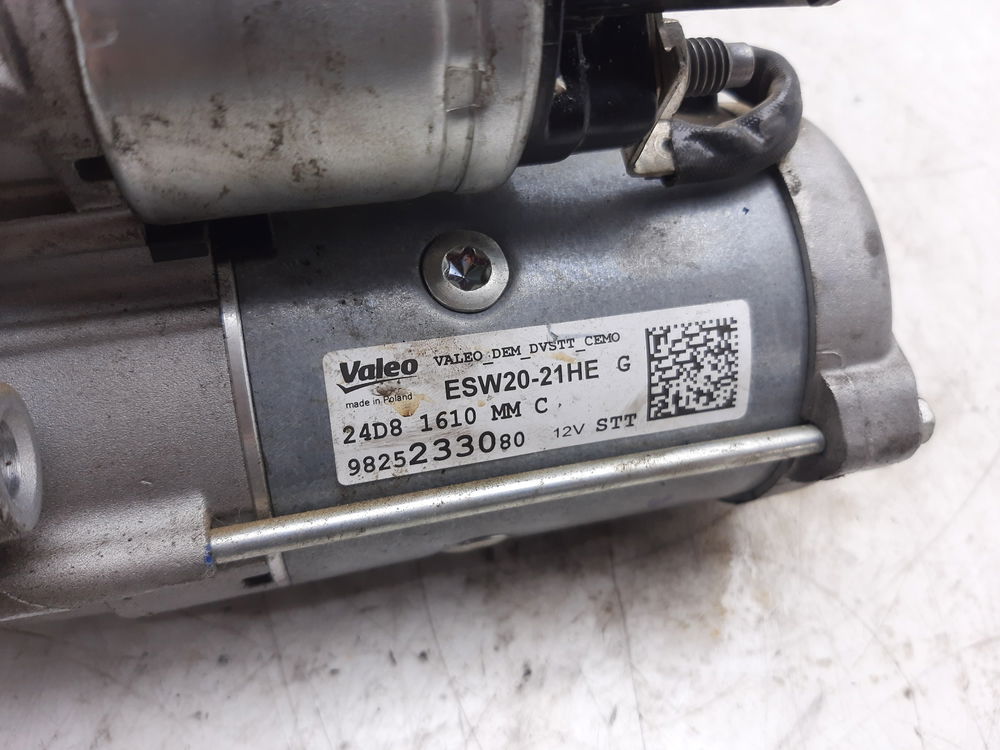 Valeo VALEO_DEM_DVSTT_CEMO
made in Poland ESW20-21HE G
24D8 1610 MM C
9825233080 12V STT